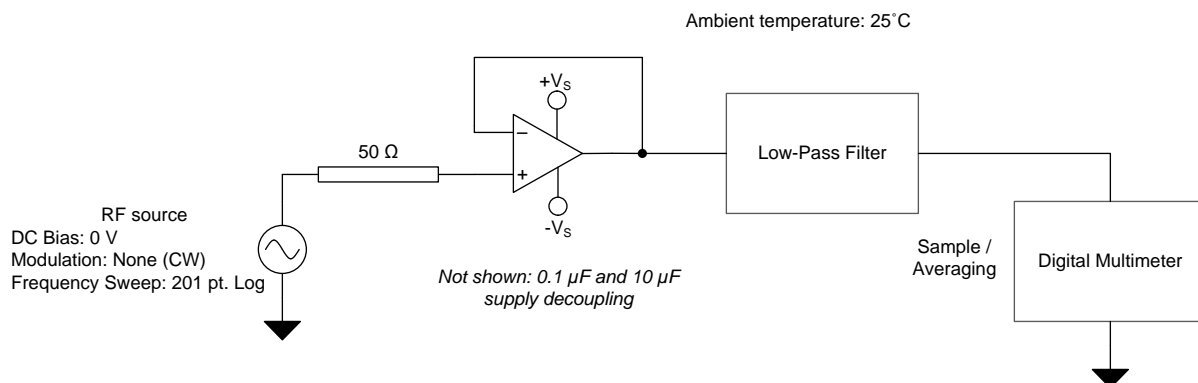 Ambient temperature: 25˚C
+VS
−
50 Ω
+
Low-Pass Filter
-VS
RF source
DC Bias: 0 V
Modulation: None (CW)
Frequency Sweep: 201 pt. Log
Not shown: 0.1 µF and 10 µF
supply decoupling
Sample /
Averaging
Digital Multimeter